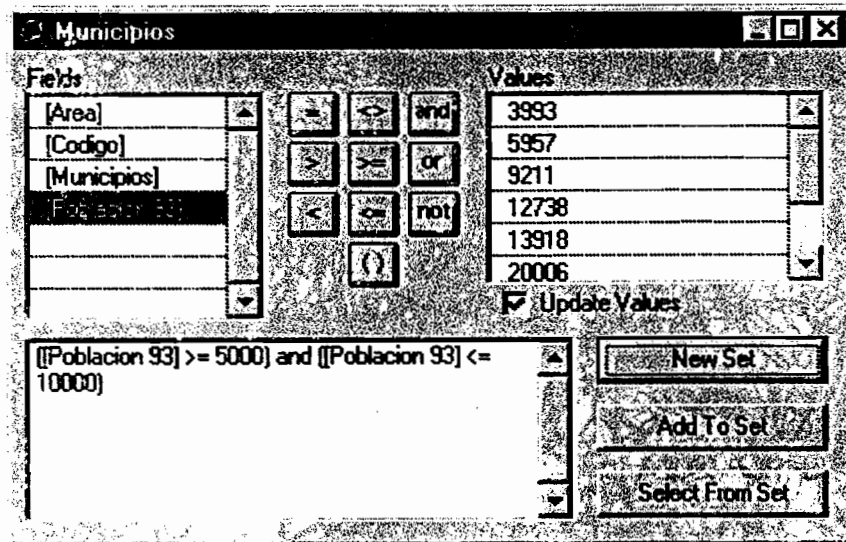 Municipios
Fields
Values
[Area]
[Codigo]
[Municipios]
[Poblacion 93]
= <> and
> >= or
< <= not
()
3993
5957
9211
12738
13918
20006
Update Values
([Poblacion 93] >= 5000) and ([Poblacion 93] <=
10000)
New Set
Add To Set
Select From Set